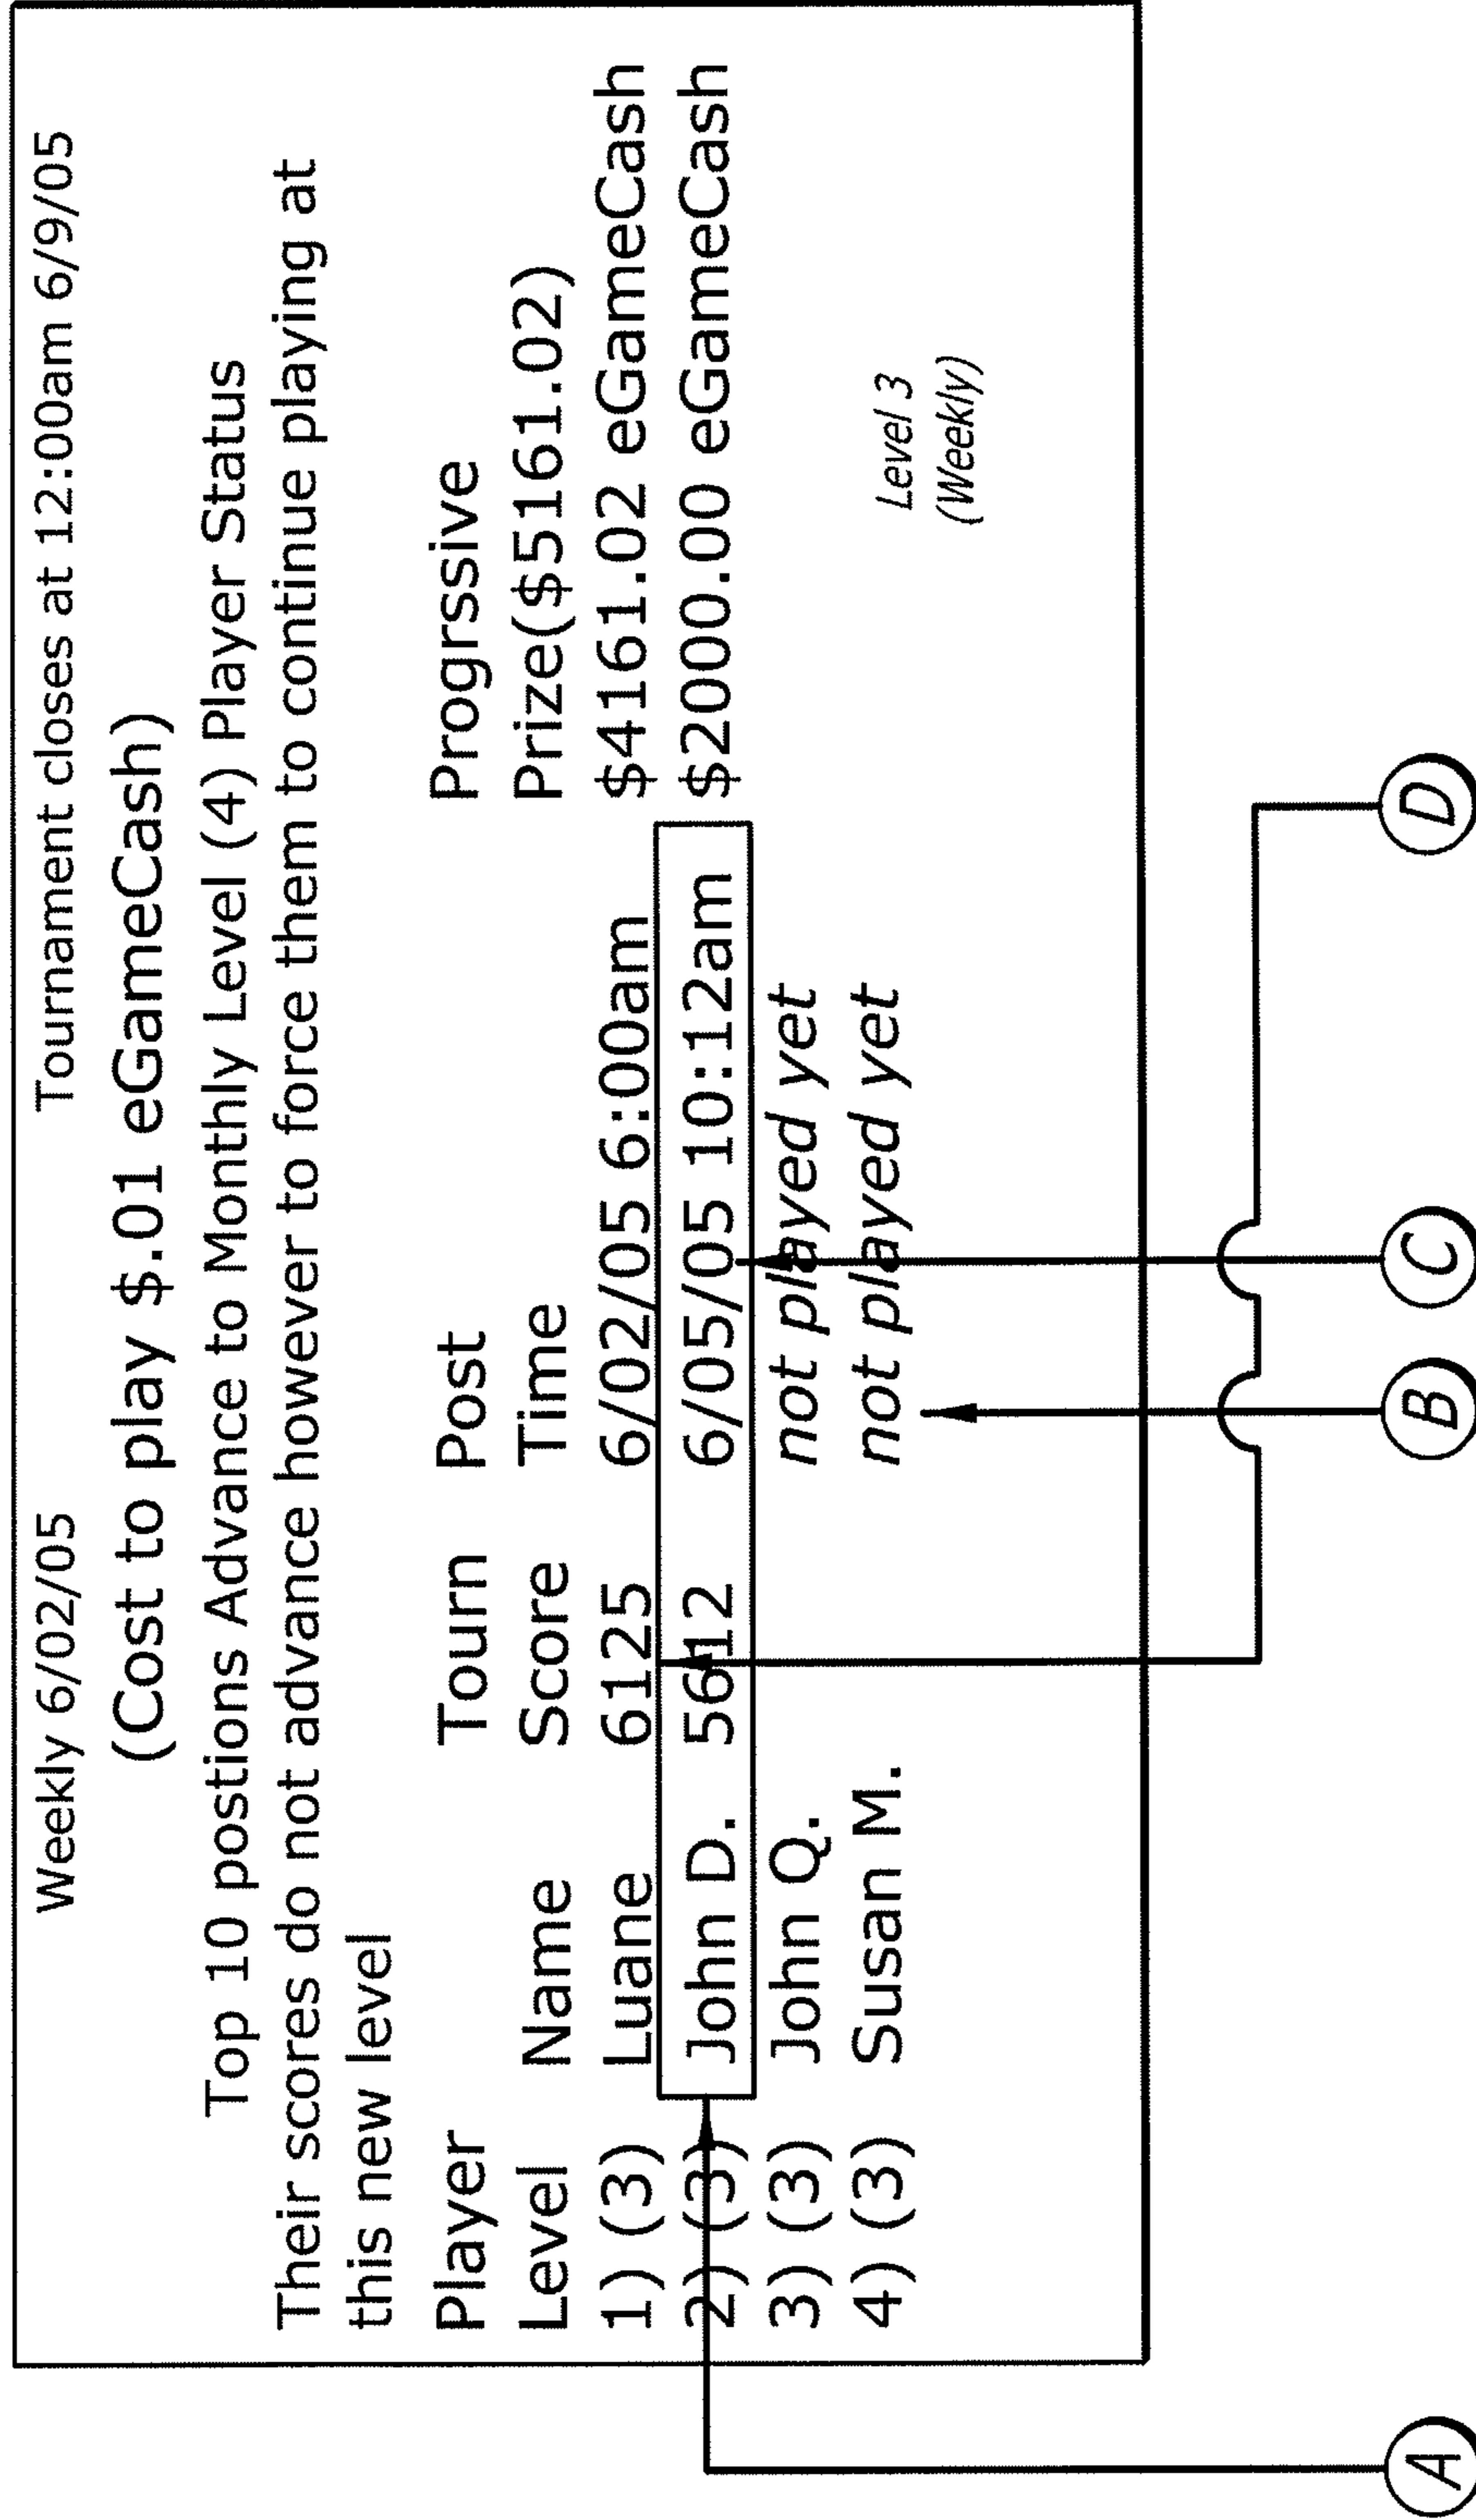 Weekly 6/02/05 Tournament closes at 12:00am 6/9/05
(Cost to play $.01 eGameCash)
Top 10 postions Advance to Monthly Level (4) Player Status
Their scores do not advance however to force them to continue playing at
this new level
Player Tourn Post Progrssive
Level Name Score Time Prize($5161.02)
1) (3) Luane 6125 6/02/05 6:00am $4161.02 eGameCash
2) (3) John D. 5612 6/05/05 10:12am $2000.00 eGameCash
3) (3) John Q. not played yet
4) (3) Susan M. not played yet
Level 3
(Weekly)
A B C D